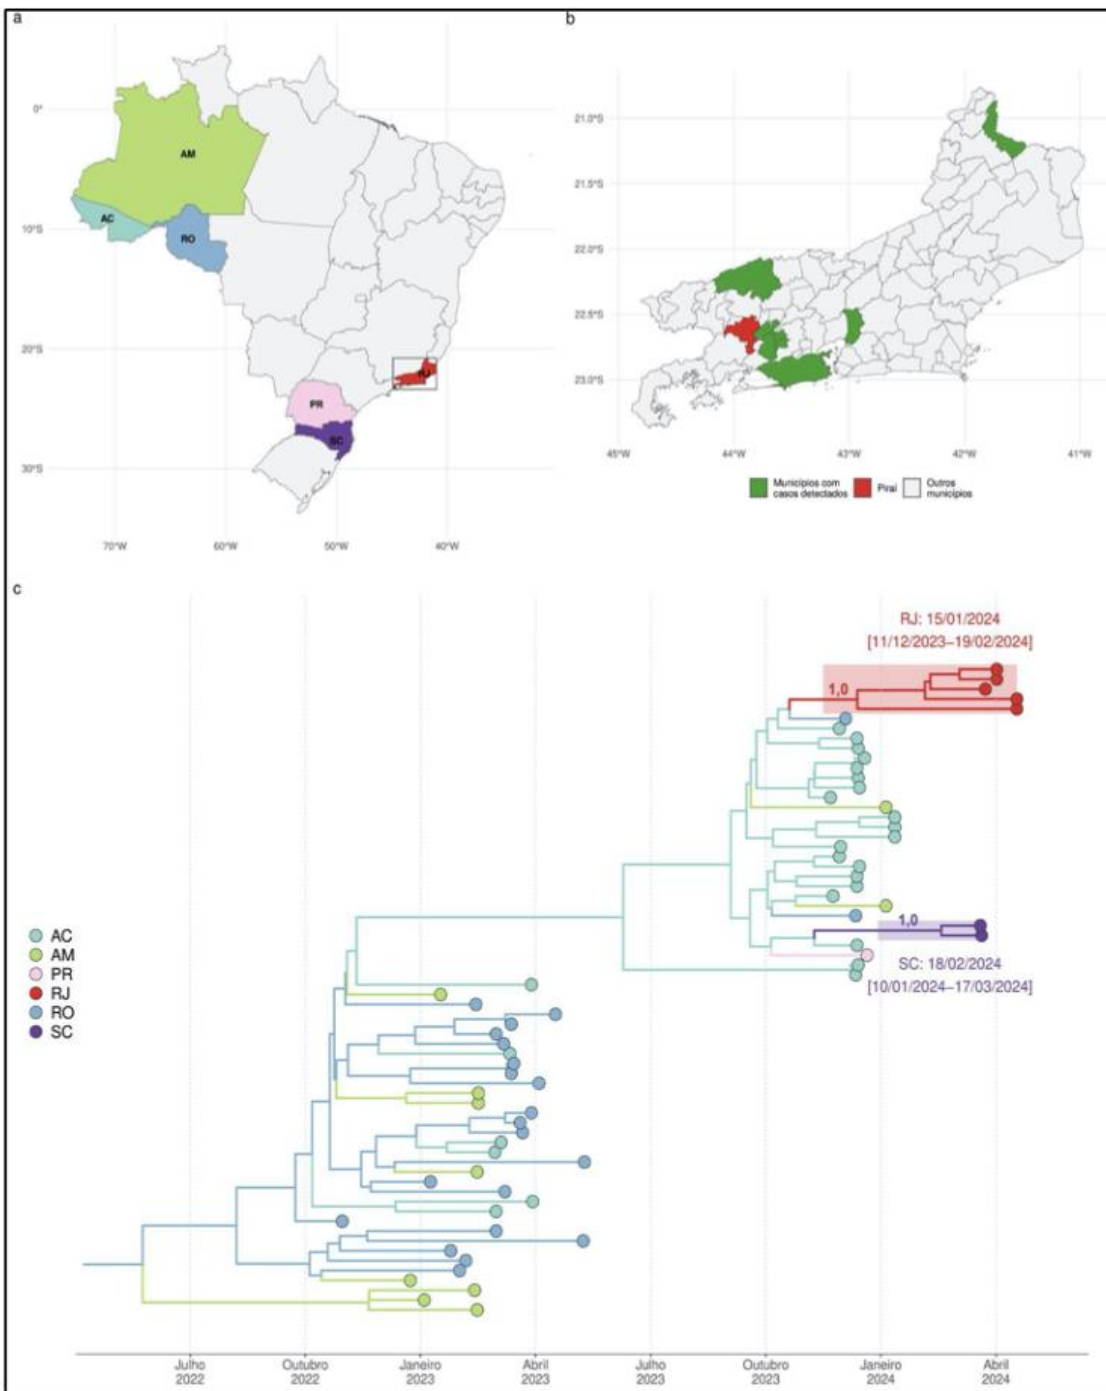 a
0°
10°S
20°S
30°S
70°W 60°W 50°W 40°W
AM
AC
RO
RJ
PR
SC
b
21.0°S
21.5°S
22.0°S
22.5°S
23.0°S
45°W 44°W 43°W 42°W 41°W
Municípios com
casos detectados
Piraí
Outros
municípios
c
RJ: 15/01/2024
[11/12/2023–19/02/2024]
1,0
1,0
SC: 18/02/2024
[10/01/2024–17/03/2024]
AC
AM
PR
RJ
RO
SC
Julho Outubro Janeiro Abril Julho Outubro Janeiro Abril
2022 2022 2023 2023 2023 2023 2024 2024